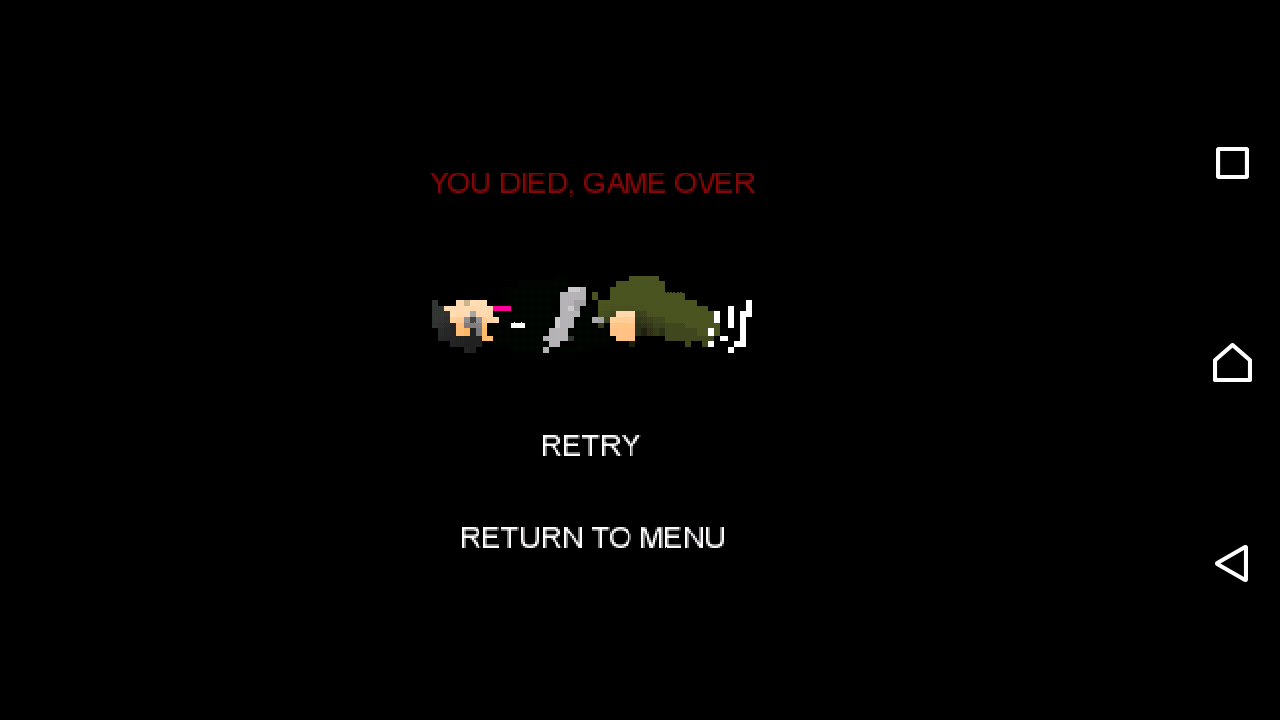 YOU DIED, GAME OVER
RETRY
RETURN TO MENU